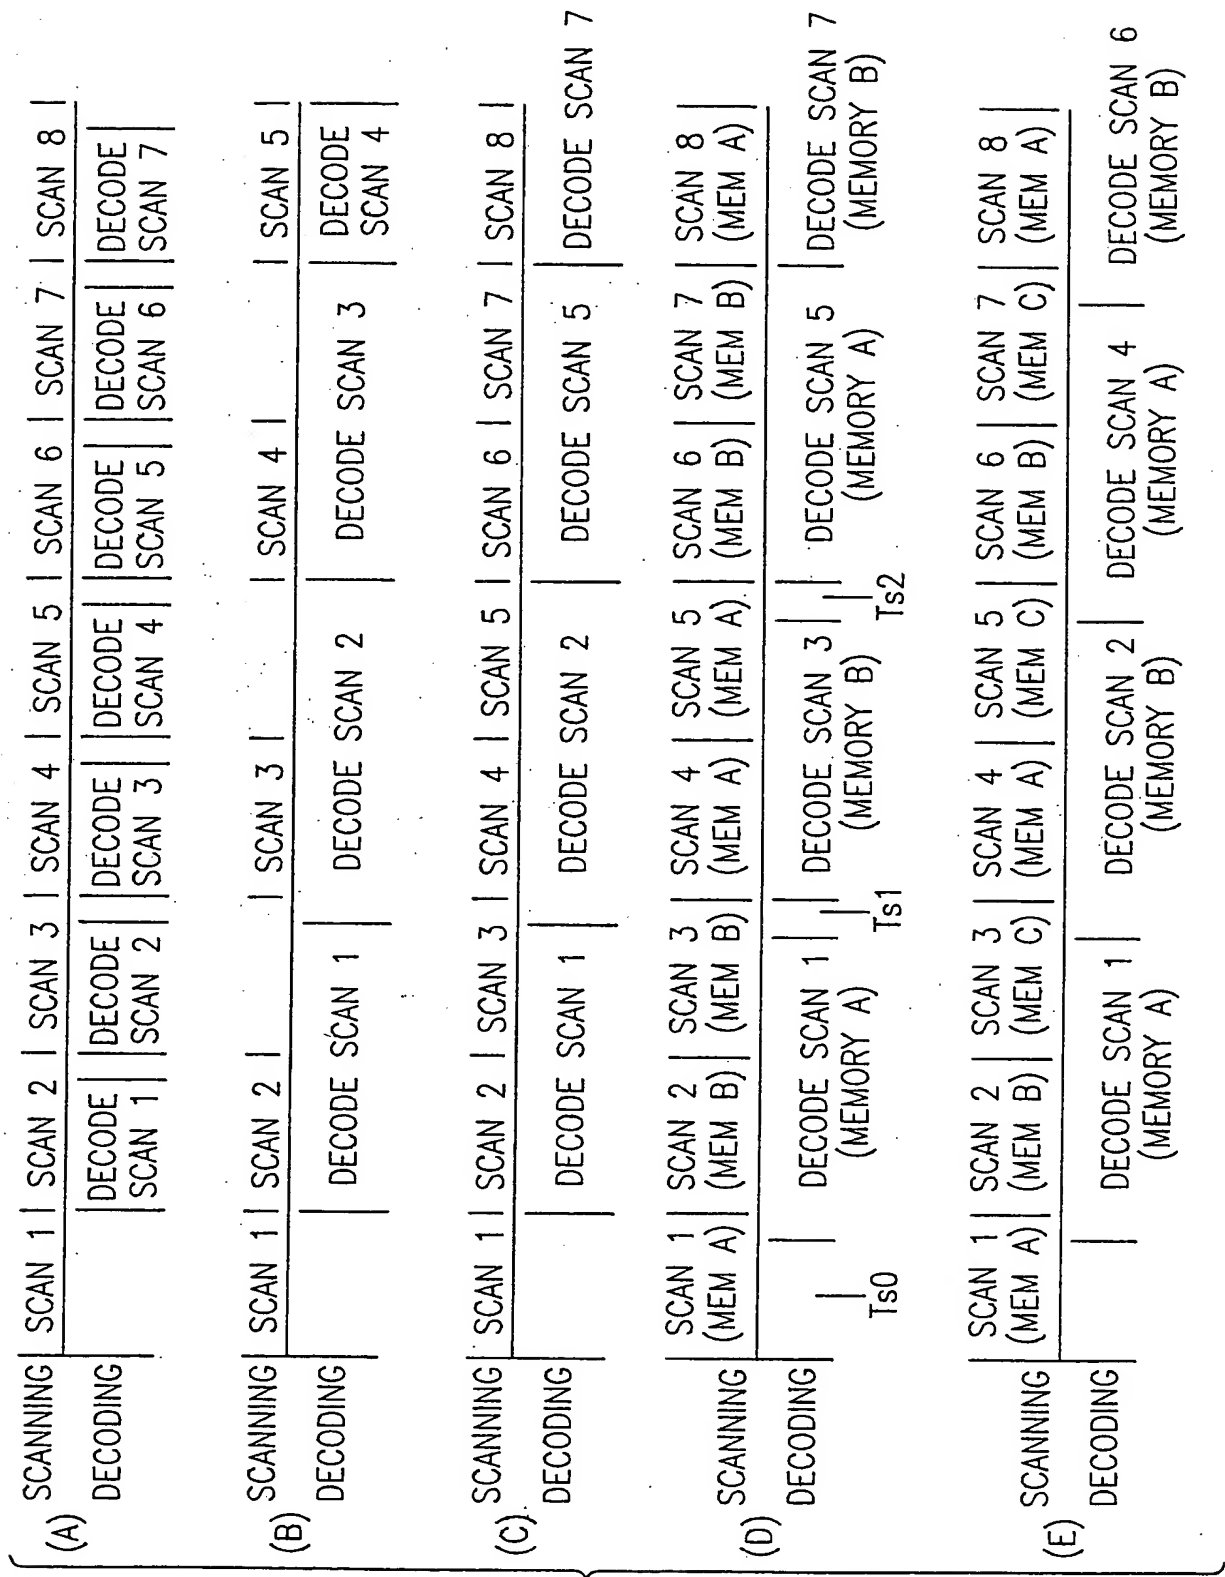 (A)
SCANNING | SCAN 1 | SCAN 2 | SCAN 3 | SCAN 4 | SCAN 5 | SCAN 6 | SCAN 7 | SCAN 8 |
DECODING | DECODE | DECODE | DECODE | DECODE | DECODE | DECODE | DECODE
SCAN 1 | SCAN 2 | SCAN 3 | SCAN 4 | SCAN 5 | SCAN 6 | SCAN 7 |
(B)
SCANNING | SCAN 1 | SCAN 2 | | SCAN 3 | | SCAN 4 | | SCAN 5 |
DECODING | DECODE SCAN 1 | DECODE SCAN 2 | DECODE SCAN 3 | DECODE
SCAN 4 |
(C)
SCANNING | SCAN 1 | SCAN 2 | SCAN 3 | SCAN 4 | SCAN 5 | SCAN 6 | SCAN 7 | SCAN 8 |
DECODING | DECODE SCAN 1 | DECODE SCAN 2 | DECODE SCAN 5 | DECODE SCAN 7
(D)
SCANNING | SCAN 1 | SCAN 2 | SCAN 3 | SCAN 4 | SCAN 5 | SCAN 6 | SCAN 7 | SCAN 8 |
(MEM A) | (MEM B) | (MEM B) | (MEM A) | (MEM A) | (MEM B) | (MEM B) | (MEM A) |
DECODING | DECODE SCAN 1 | DECODE SCAN 3 | DECODE SCAN 5 | DECODE SCAN 7
(MEMORY A) (MEMORY B) (MEMORY A) (MEMORY B)
Ts0 Ts1 Ts2
(E)
SCANNING | SCAN 1 | SCAN 2 | SCAN 3 | SCAN 4 | SCAN 5 | SCAN 6 | SCAN 7 | SCAN 8 |
(MEM A) | (MEM B) | (MEM C) | (MEM A) | (MEM C) | (MEM B) | (MEM C) | (MEM A) |
DECODING | DECODE SCAN 1 | DECODE SCAN 2 | DECODE SCAN 4 | DECODE SCAN 6
(MEMORY A) (MEMORY B) (MEMORY A) (MEMORY B)